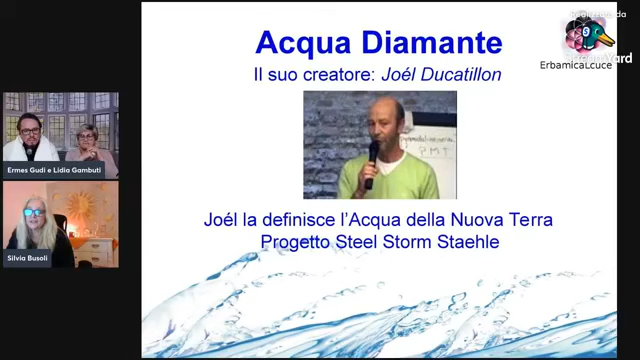 Acqua Diamante
Il suo creatore: Joél Ducatillon
ErbamicaLcuce
P M T
Ermes Gudi e Lidia Gambuti
Silvia Busoli
Joél la definisce l'Acqua della Nuova Terra
Progetto Steel Storm Staehle